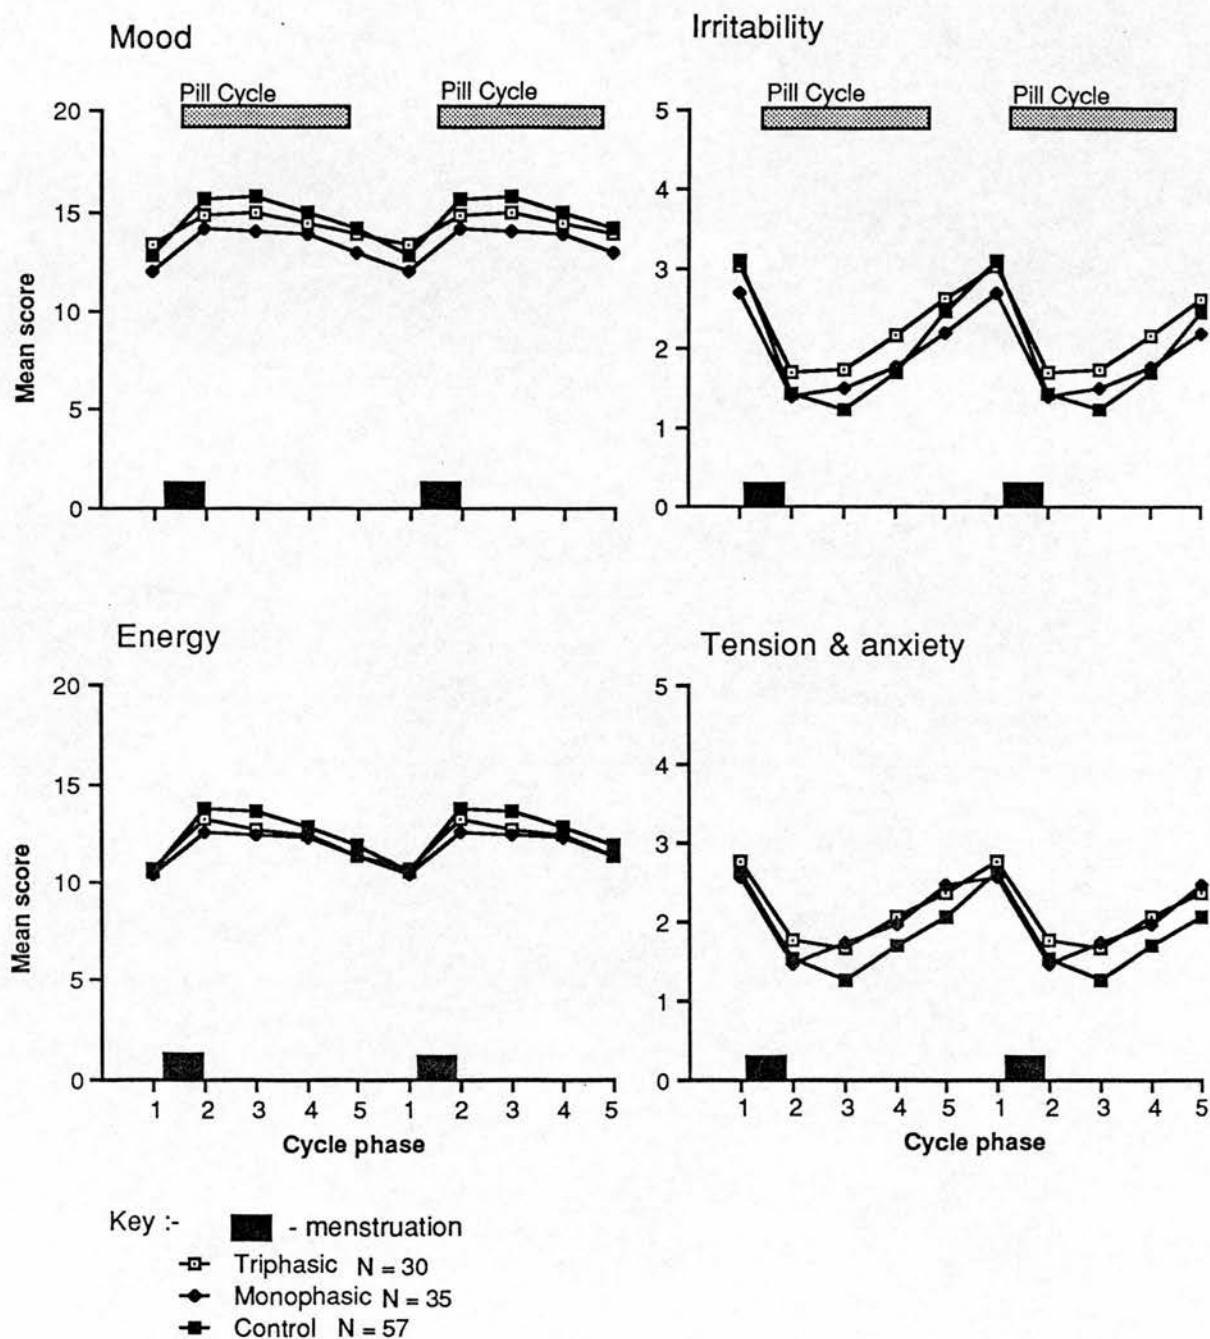 Mood
Pill Cycle
Pill Cycle
20
15
10
5
0
Mean score
Irritability
Pill Cycle
Pill Cycle
5
4
3
2
1
0
Energy
20
15
10
5
0
Mean score
1 2 3 4 5 1 2 3 4 5
Cycle phase
Tension & anxiety
5
4
3
2
1
0
1 2 3 4 5 1 2 3 4 5
Cycle phase
Key :- - menstruation
Triphasic N = 30
Monophasic N = 35
Control N = 57